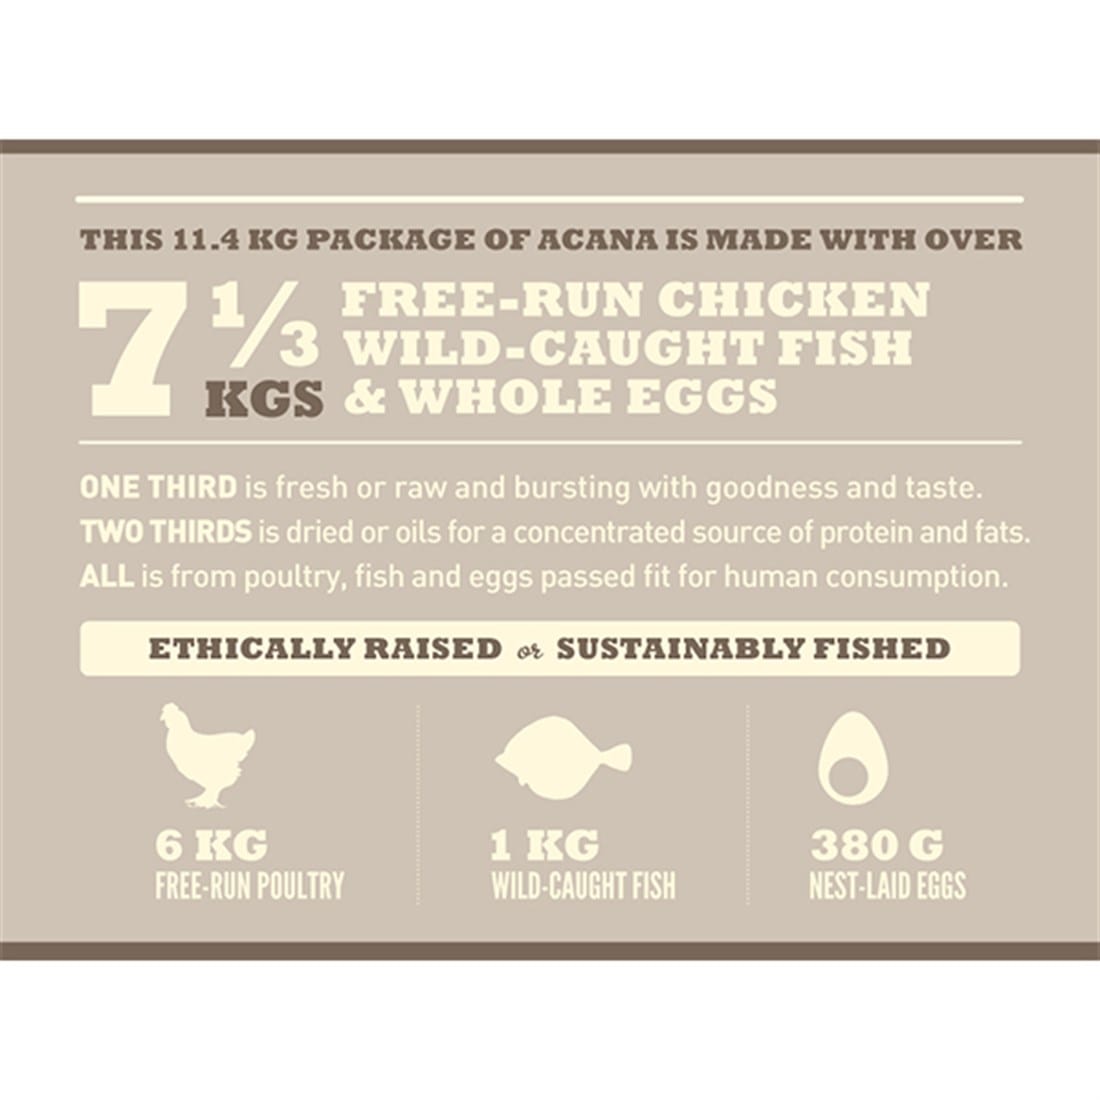 THIS 11.4 KG PACKAGE OF ACANA IS MADE WITH OVER
7 1/3 KGS
FREE-RUN CHICKEN
WILD-CAUGHT FISH
& WHOLE EGGS
ONE THIRD is fresh or raw and bursting with goodness and taste.
TWO THIRDS is dried or oils for a concentrated source of protein and fats.
ALL is from poultry, fish and eggs passed fit for human consumption.
ETHICALLY RAISED or SUSTAINABLY FISHED
6 KG
FREE-RUN POULTRY
1 KG
WILD-CAUGHT FISH
380 G
NEST-LAID EGGS